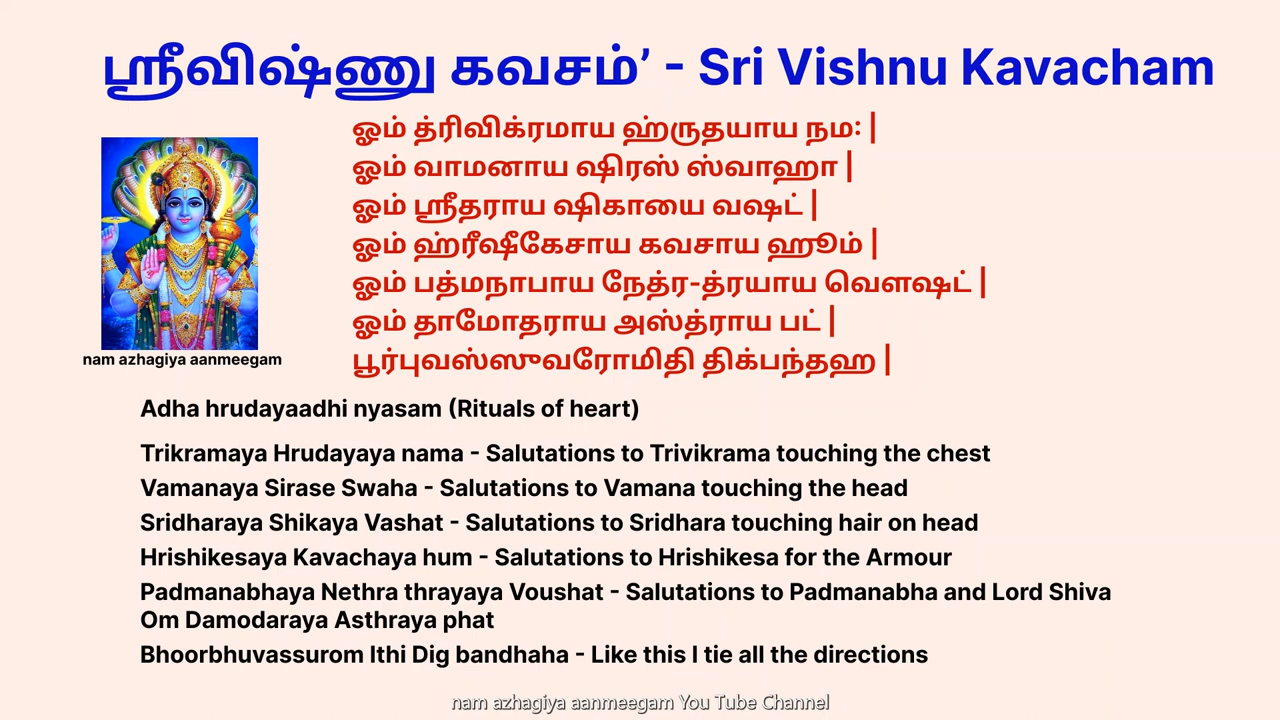 ஸ்ரீவிஷ்ணு கவசம்’ - Sri Vishnu Kavacham
ஓம் த்ரிவிக்ரமாய ஹ்ருதயாய நம: |
ஓம் வாமனாய ஷிரஸ் ஸ்வாஹா |
ஓம் ஸ்ரீதராய ஷிகாயை வஷட் |
ஓம் ஹ்ரீஷீகேசாய கவசாய ஹூம் |
ஓம் பத்மநாபாய நேத்ர-த்ரயாய வௌஷட் |
ஓம் தாமோதராய அஸ்த்ராய பட் |
பூர்புவஸ்ஸுவரோமிதி திக்பந்தஹ |
nam azhagiya aanmeegam
Adha hrudayaadhi nyasam (Rituals of heart)
Trikramaya Hrudayaya nama - Salutations to Trivikrama touching the chest
Vamanaya Sirase Swaha - Salutations to Vamana touching the head
Sridharaya Shikaya Vashat - Salutations to Sridhara touching hair on head
Hrishikesaya Kavachaya hum - Salutations to Hrishikesa for the Armour
Padmanabhaya Nethra thrayaya Voushat - Salutations to Padmanabha and Lord Shiva
Om Damodaraya Asthraya phat
Bhoorbhuvassurom Ithi Dig bandhaha - Like this I tie all the directions
nam azhagiya aanmeegam You Tube Channel